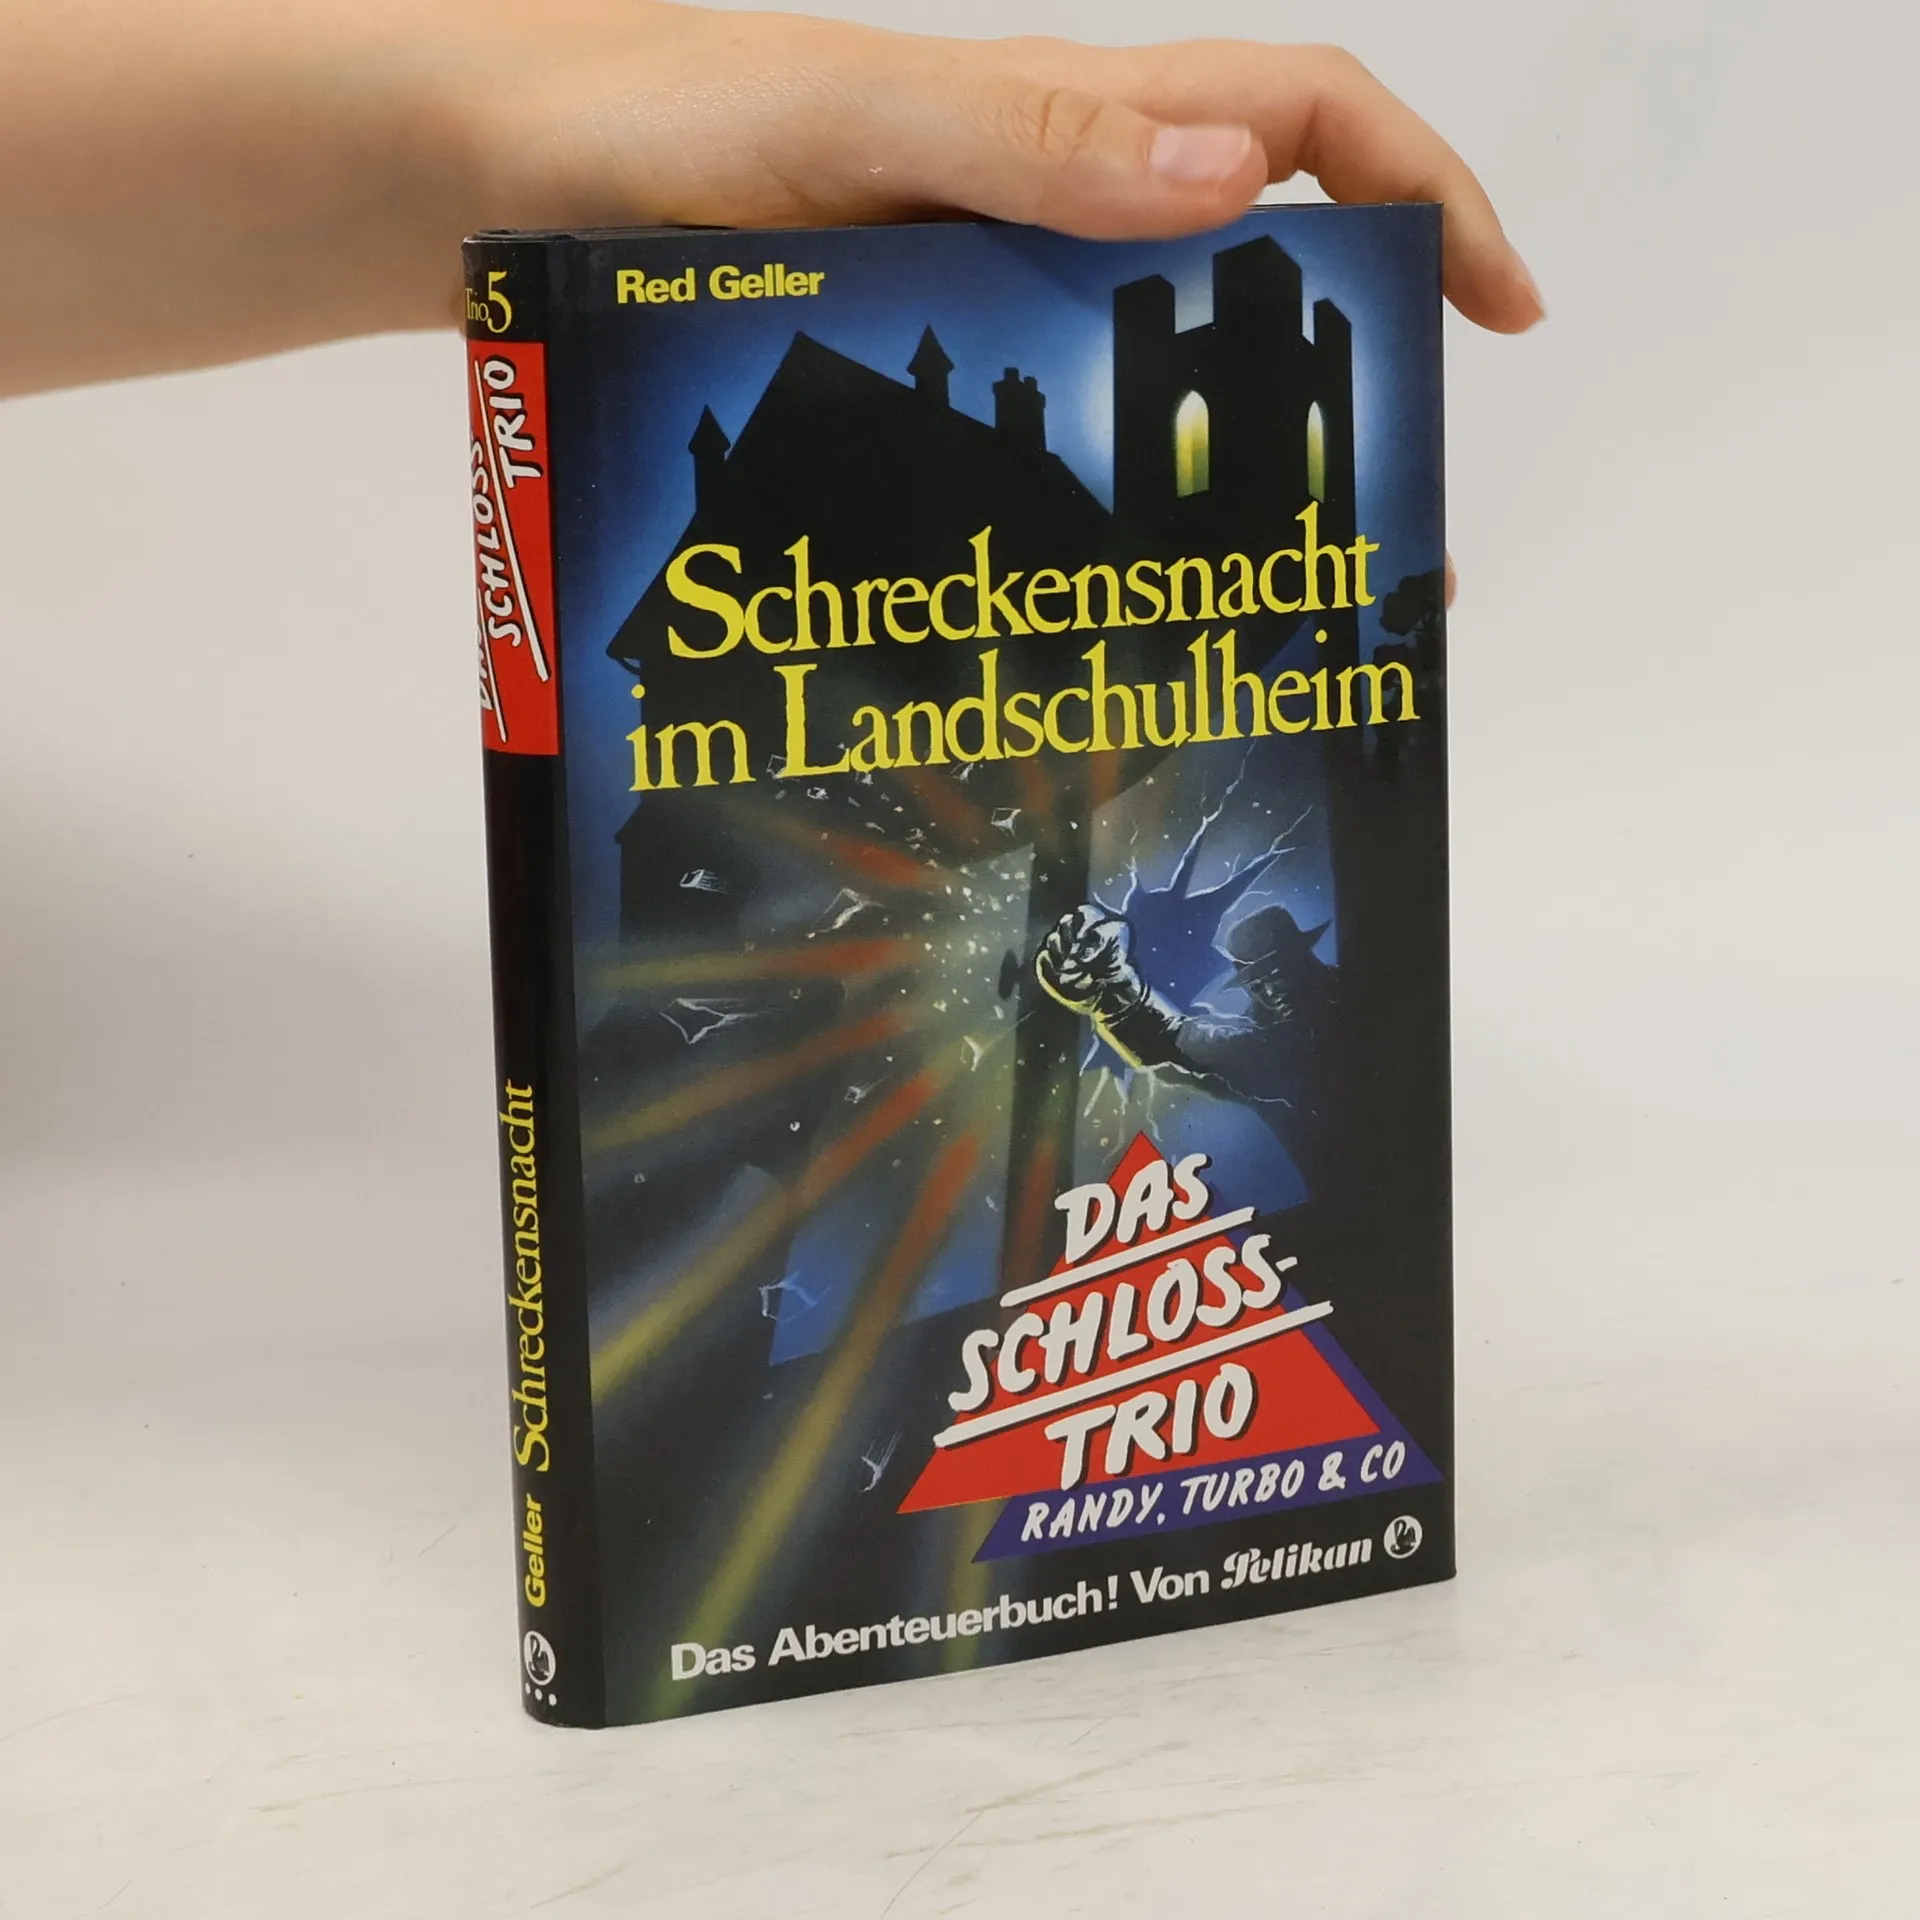 Red Geller
Schreckensnacht
im Landschulheim
DAS
SCHLOSS-
TRIO
RANDY, TURBO & CO
Das Abenteuerbuch! Von Pelikan
Trio 5
DAS
SCHLOSS
TRIO
Geller Schreckensnacht